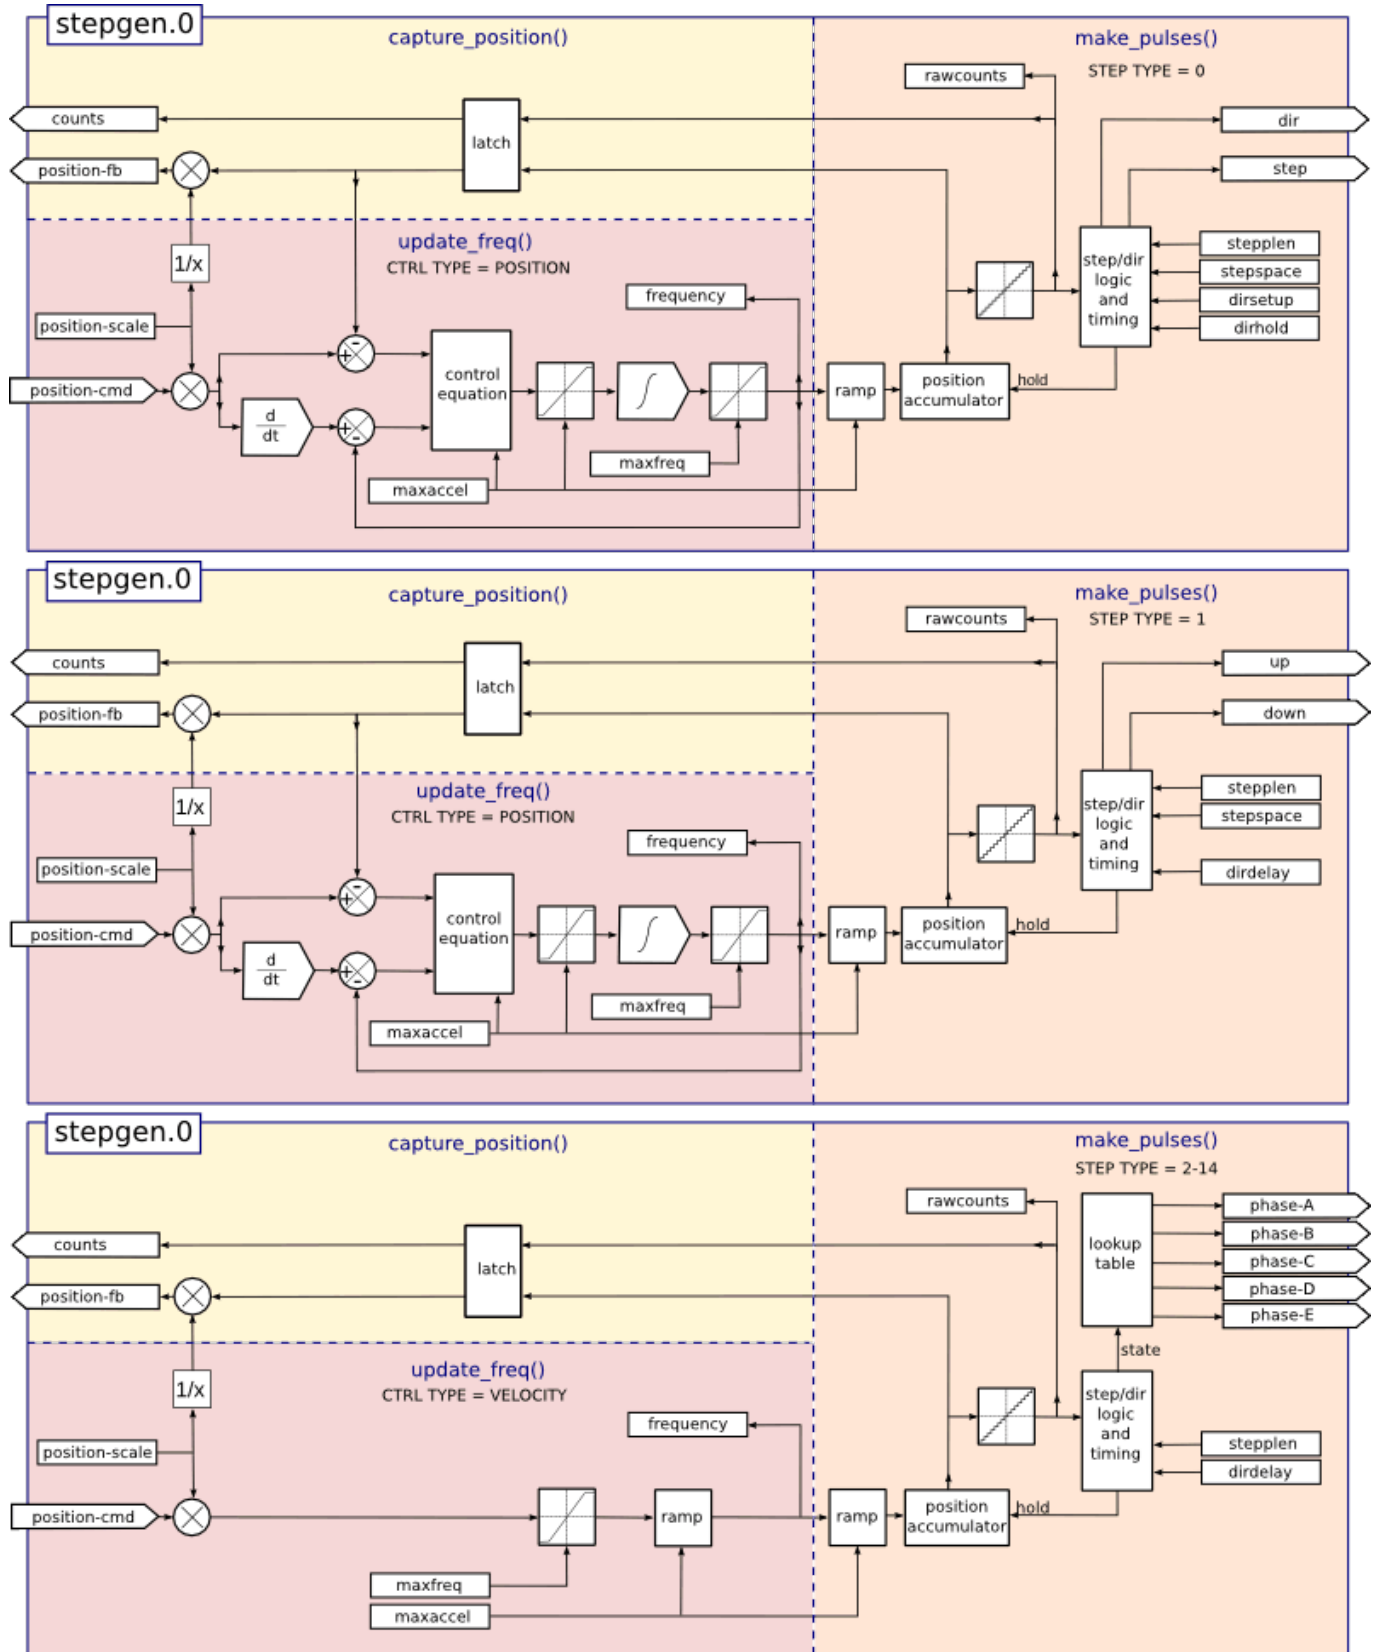 stepgen.0
capture_position()
make_pulses()
STEP TYPE = 0
rawcounts
counts
latch
dir
position-fb
step
update_freq()
CTRL TYPE = POSITION
1/x
frequency
position-scale
step/dir
logic
and
timing
stepplen
stepspace
dirsetup
dirhold
-
+
control
equation
position-cmd
d
dt
+
-
∫
ramp
position
accumulator
hold
maxfreq
maxaccel
stepgen.0
capture_position()
make_pulses()
STEP TYPE = 1
rawcounts
counts
latch
up
position-fb
down
update_freq()
CTRL TYPE = POSITION
1/x
frequency
position-scale
step/dir
logic
and
timing
stepplen
stepspace
dirdelay
-
+
control
equation
position-cmd
d
dt
+
-
∫
ramp
position
accumulator
hold
maxfreq
maxaccel
stepgen.0
capture_position()
make_pulses()
STEP TYPE = 2-14
rawcounts
lookup
table
phase-A
phase-B
phase-C
phase-D
phase-E
counts
latch
position-fb
state
update_freq()
CTRL TYPE = VELOCITY
1/x
frequency
position-scale
step/dir
logic
and
timing
stepplen
dirdelay
position-cmd
ramp
ramp
position
accumulator
hold
maxfreq
maxaccel